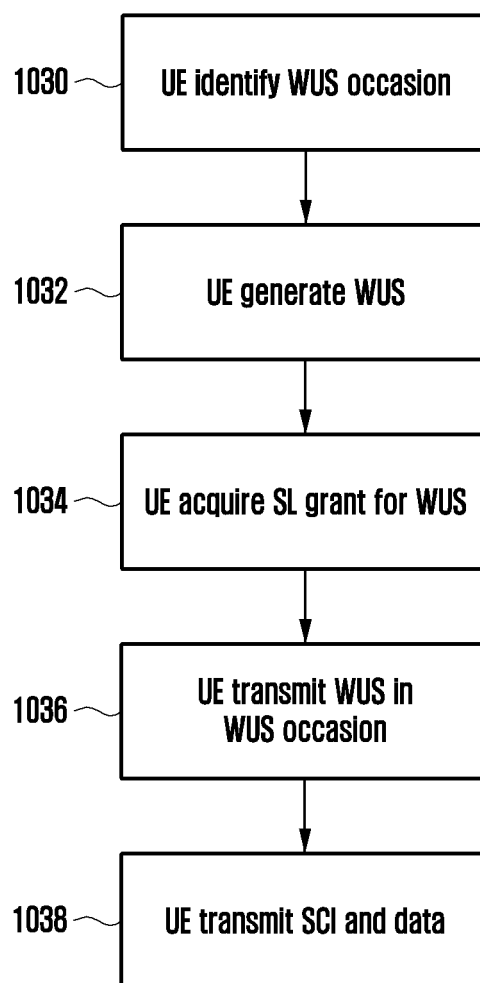 1030
UE identify WUS occasion
1032
UE generate WUS
1034
UE acquire SL grant for WUS
1036
UE transmit WUS in
WUS occasion
1038
UE transmit SCI and data